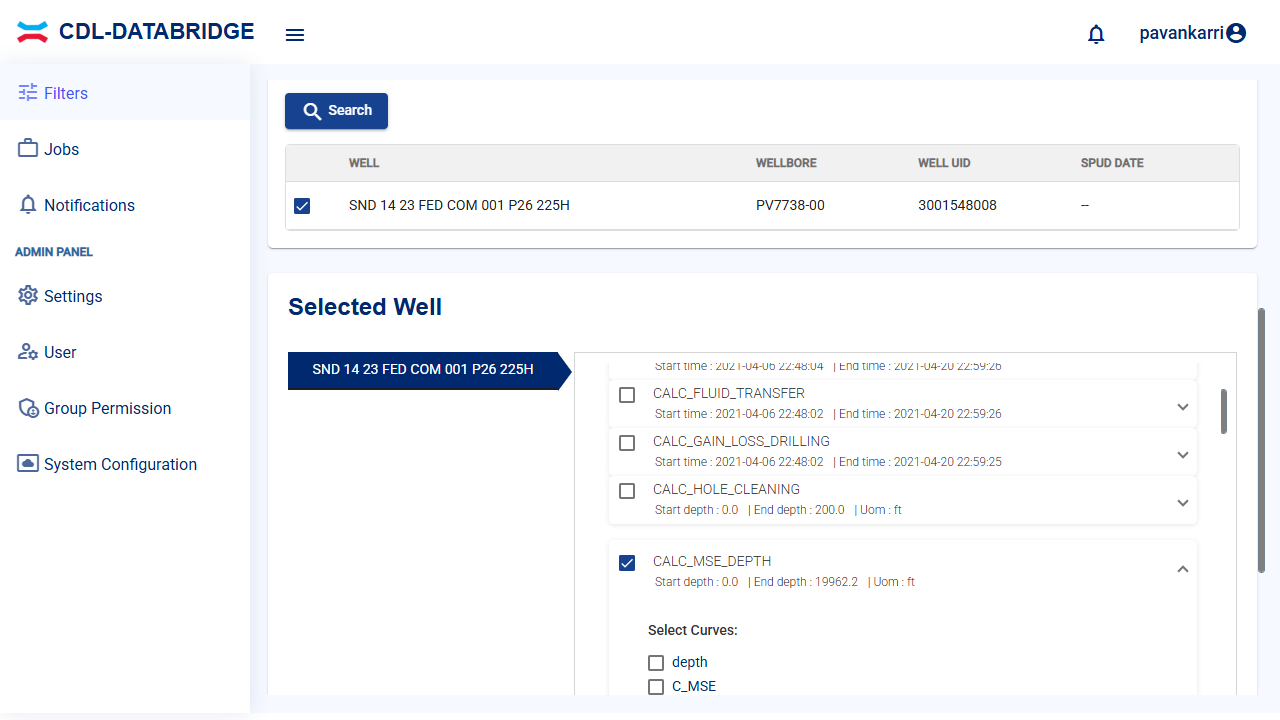 CDL-DATABRIDGE
pavankarri
Filters
Jobs
Notifications
ADMIN PANEL
Settings
User
Group Permission
System Configuration
Search
WELL WELLBORE WELL UID SPUD DATE
SND 14 23 FED COM 001 P26 225H PV7738-00 3001548008 --
Selected Well
SND 14 23 FED COM 001 P26 225H
Start time : 2021-04-06 22:48:04 | End time : 2021-04-20 22:59:26
CALC_FLUID_TRANSFER
Start time : 2021-04-06 22:48:02 | End time : 2021-04-20 22:59:26
CALC_GAIN_LOSS_DRILLING
Start time : 2021-04-06 22:48:02 | End time : 2021-04-20 22:59:25
CALC_HOLE_CLEANING
Start depth : 0.0 | End depth : 200.0 | Uom : ft
CALC_MSE_DEPTH
Start depth : 0.0 | End depth : 19962.2 | Uom : ft
Select Curves:
depth
C_MSE